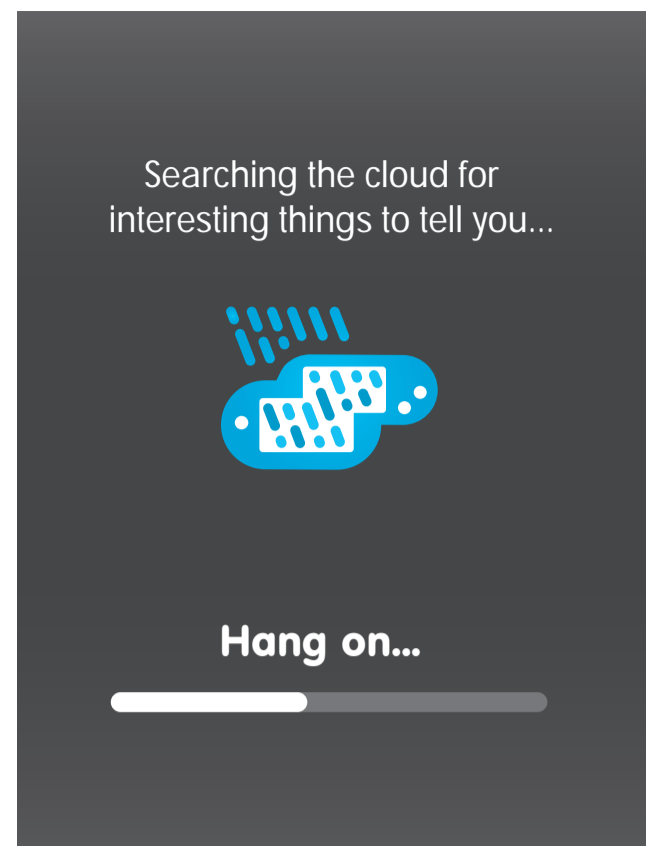 Searching the cloud for
interesting things to tell you...
Hang on...